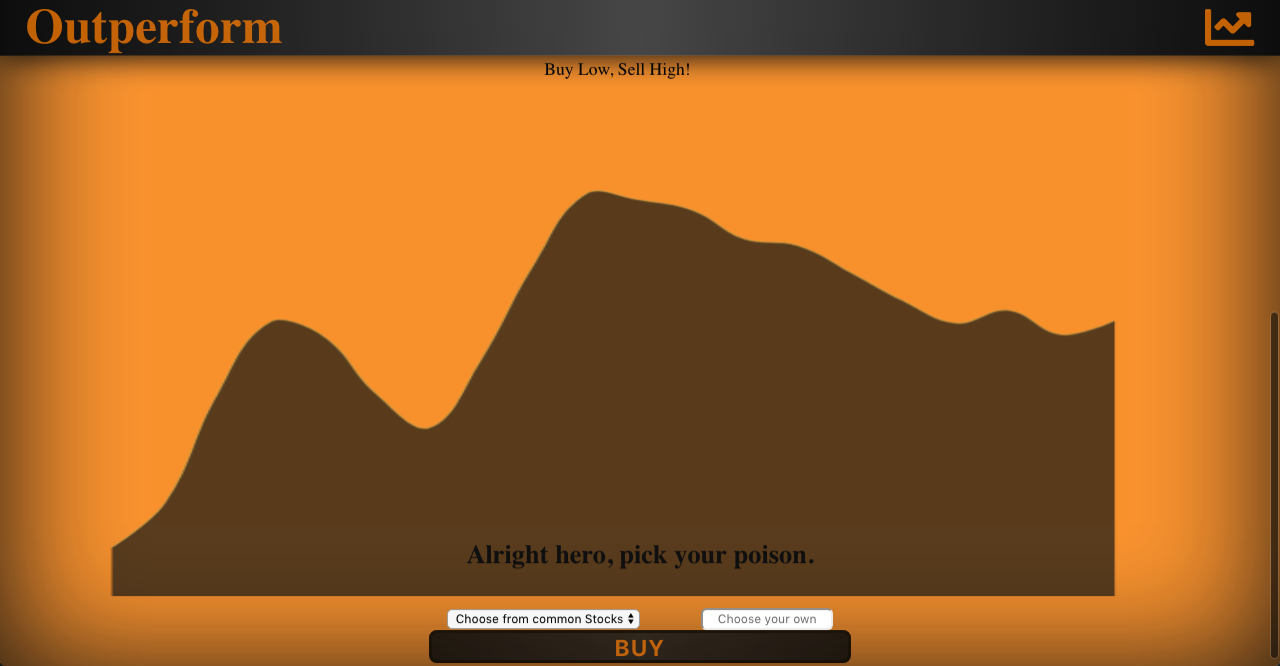 Outperform
Buy Low, Sell High!
Alright hero, pick your poison.
Choose from common Stocks
Choose your own
BUY